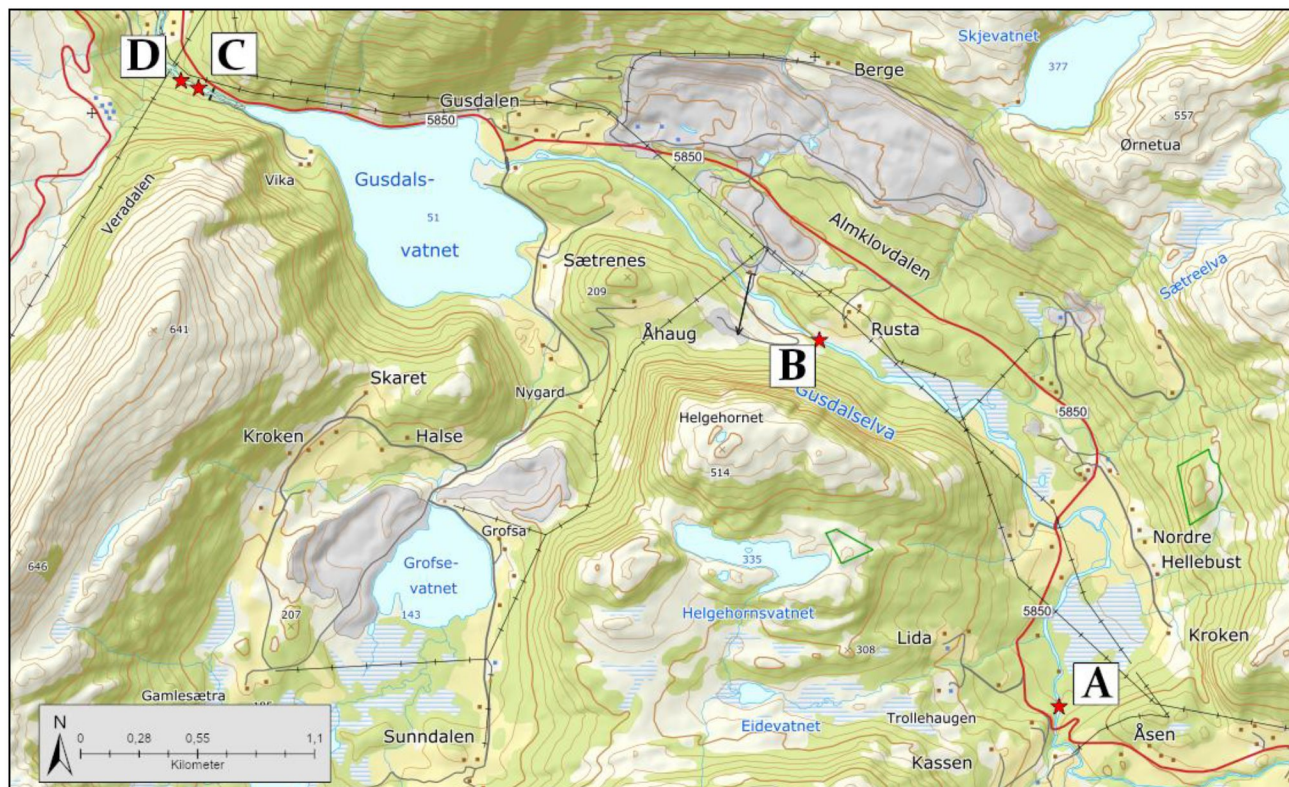 Skjevatnet
377
D
C
Berge
557
Ørnetua
Gusdalen
5850
5850
Vika
Gusdals-
51
vatnet
Veradalen
Almklovdalen
Sætreelva
Sætrenes
209
Åhaug
Rusta
B
641
Skaret
Nygard
Gusdalselva
5850
Helgehornet
514
Kroken
Halse
Grofsa
Nordre
Hellebust
646
Grofse-
vatnet
143
335
Helgehornsvatnet
5850
207
Lida
308
Kroken
Gamlesætra
A
Trollehaugen
Eidevatnet
Åsen
Sunndalen
Kassen
N
0 0,28 0,55 1,1
Kilometer